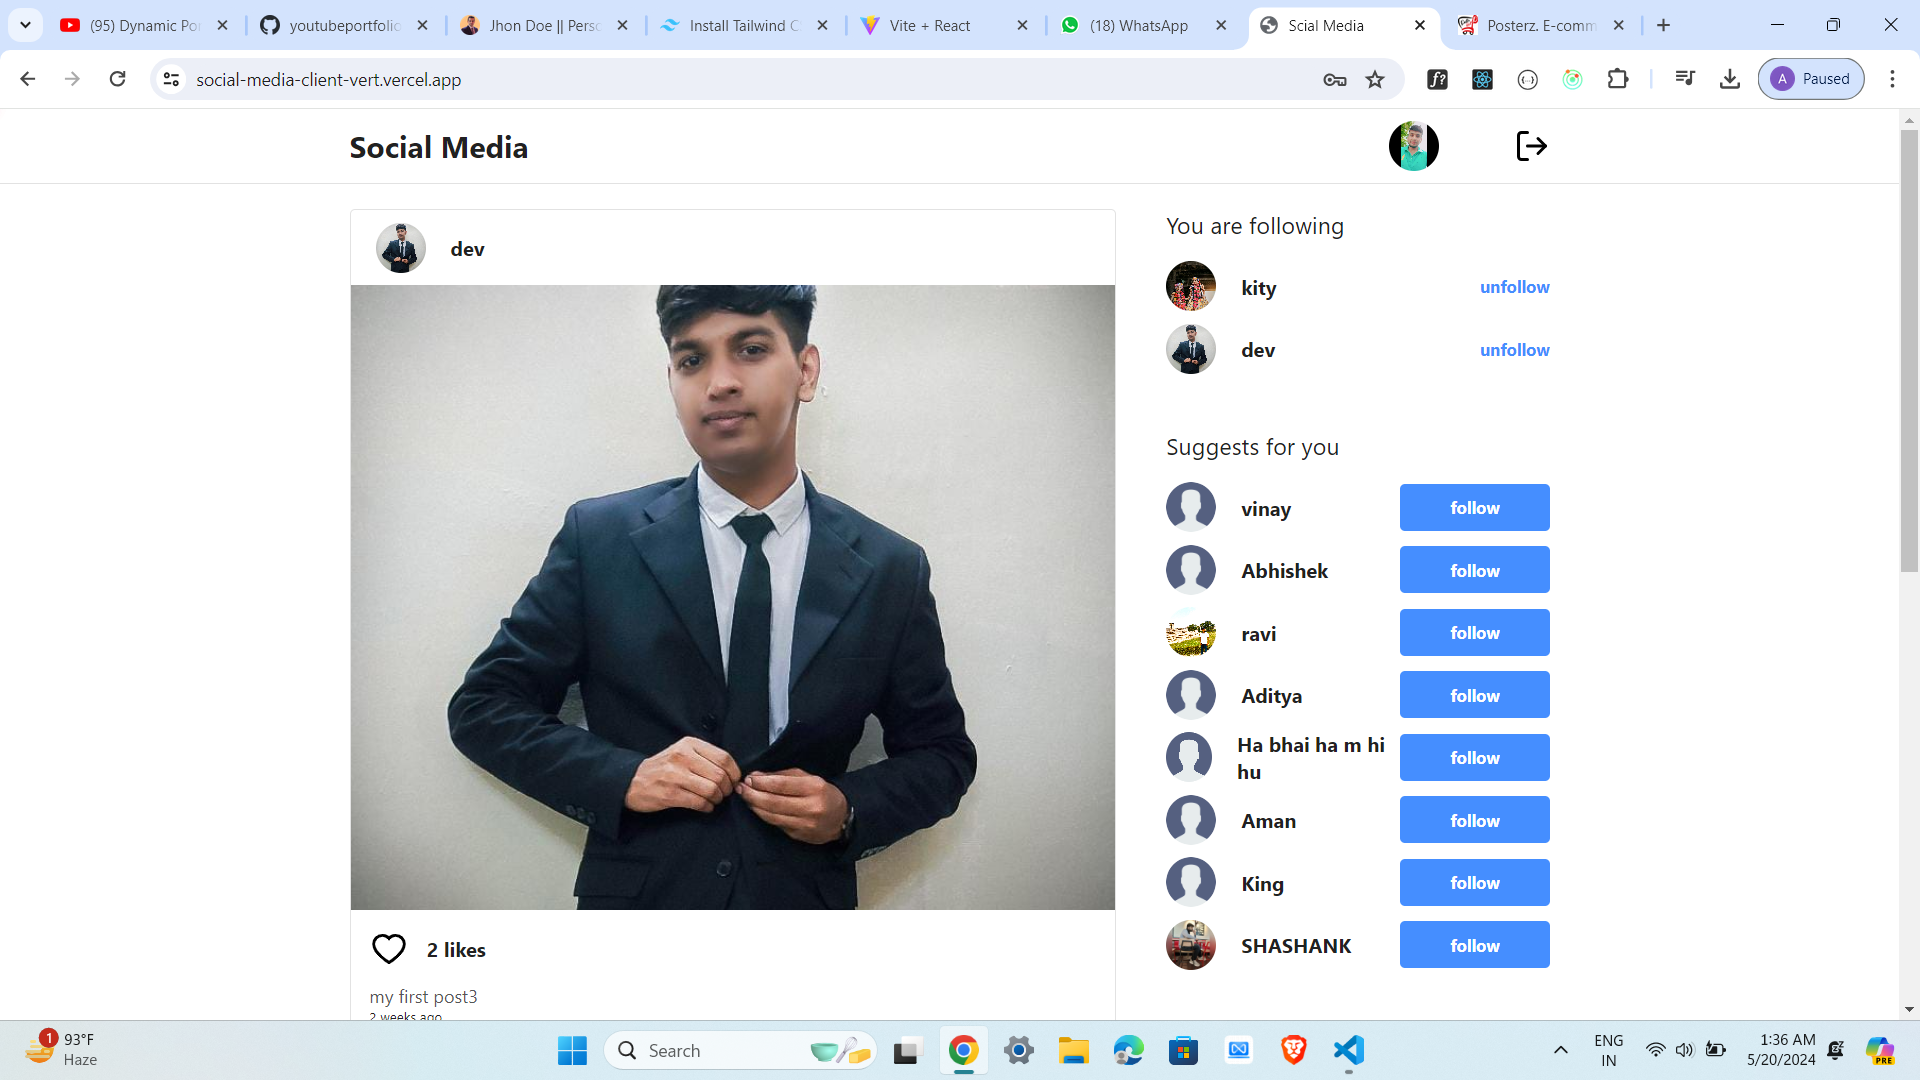 (95) Dynamic Por
youtubeportfolio
Jhon Doe || Perso
Install Tailwind C
Vite + React
(18) WhatsApp
Scial Media
Posterz. E-comm
social-media-client-vert.vercel.app
f?
A
Paused
Social Media
dev
You are following
kity
unfollow
dev
unfollow
Suggests for you
vinay
follow
Abhishek
follow
ravi
follow
Aditya
follow
Ha bhai ha m hi
hu
follow
Aman
follow
King
follow
SHASHANK
follow
2 likes
my first post3
2 weeks ago
1
93°F
Haze
Search
ENG
IN
1:36 AM
5/20/2024
PRE